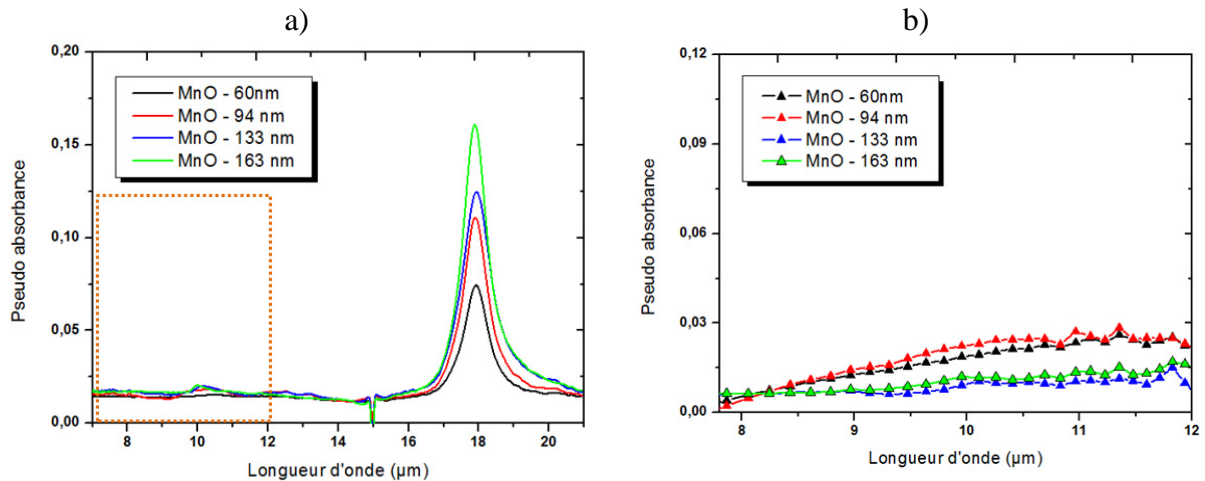 a)
0,20
0,15
0,10
0,05
0,00
Pseudo absorbance
MnO - 60nm
MnO - 94 nm
MnO - 133 nm
MnO - 163 nm
8 10 12 14 16 18 20
Longueur d'onde (µm)
b)
0,12
0,09
0,06
0,03
0,00
Pseudo absorbance
MnO - 60nm
MnO - 94 nm
MnO - 133 nm
MnO - 163 nm
8 9 10 11 12
Longueur d'onde (µm)